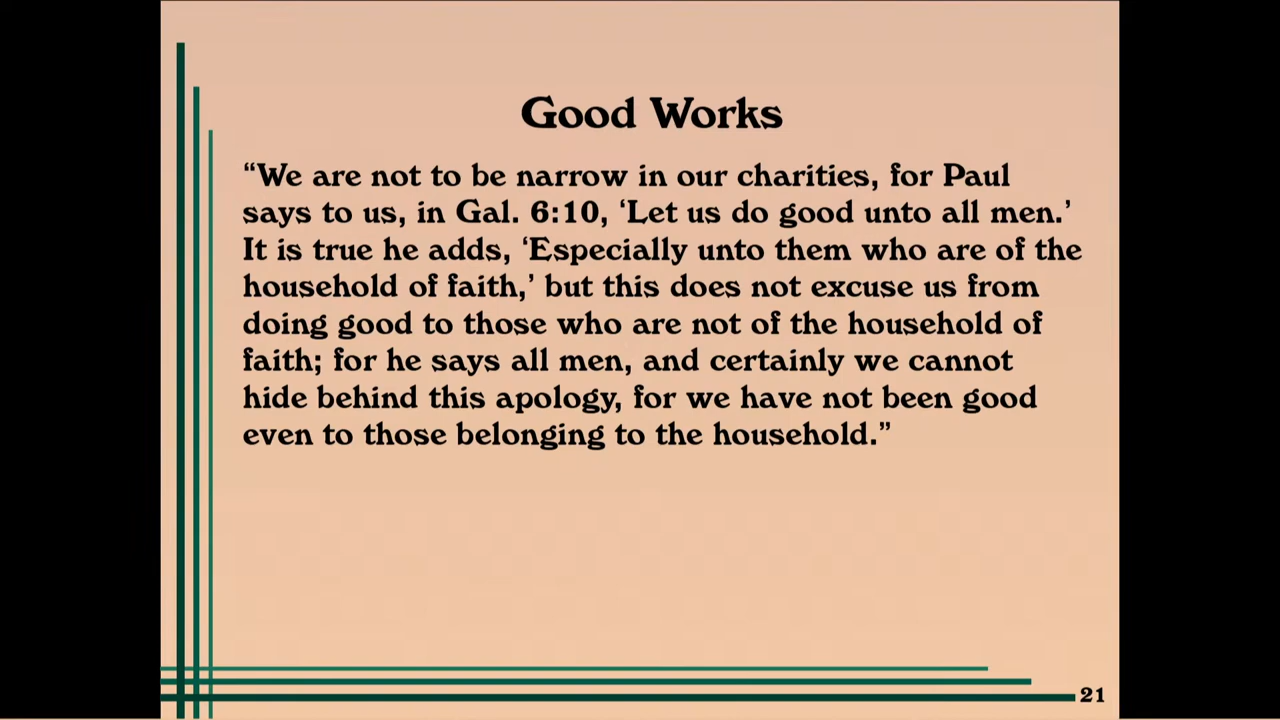 Good Works
“We are not to be narrow in our charities, for Paul
says to us, in Gal. 6:10, ‘Let us do good unto all men.’
It is true he adds, ‘Especially unto them who are of the
household of faith,’ but this does not excuse us from
doing good to those who are not of the household of
faith; for he says all men, and certainly we cannot
hide behind this apology, for we have not been good
even to those belonging to the household.”
21